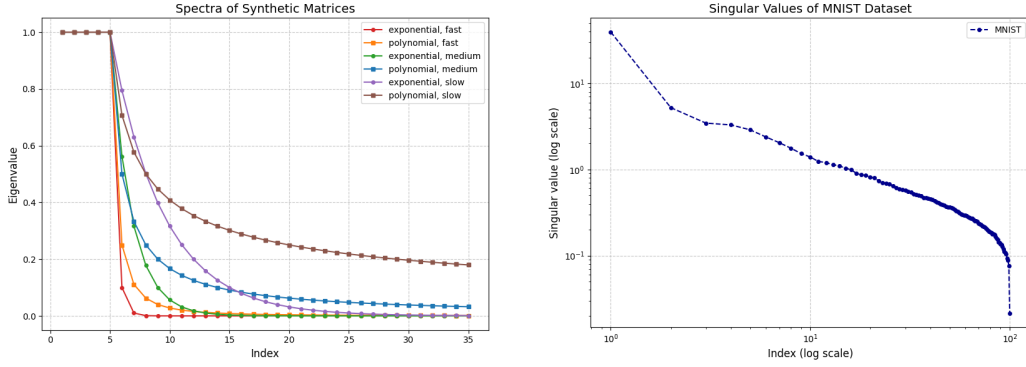 Spectra of Synthetic Matrices
1.0
0.8
0.6
0.4
0.2
0.0
Eigenvalue
0
5
10
15
20
25
30
35
Index
exponential, fast
polynomial, fast
exponential, medium
polynomial, medium
exponential, slow
polynomial, slow
Singular Values of MNIST Dataset
MNIST
10¹
10⁰
10⁻¹
Singular value (log scale)
10⁰
10¹
10²
Index (log scale)